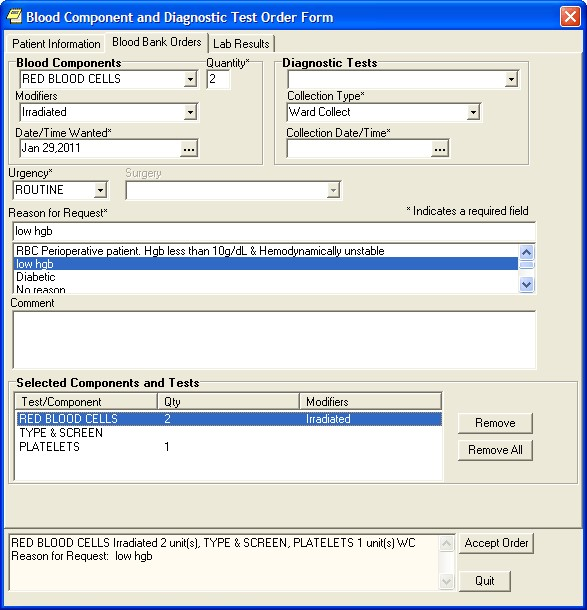 Blood Component and Diagnostic Test Order Form
Patient Information Blood Bank Orders Lab Results
Blood Components Quantity* Diagnostic Tests
RED BLOOD CELLS 2
Modifiers Collection Type*
Irradiated Ward Collect
Date/Time Wanted* Collection Date/Time*
Jan 29,2011 ... ...
Urgency* Surgery
ROUTINE
Reason for Request* * Indicates a required field
low hgb
RBC Perioperative patient. Hgb less than 10g/dL & Hemodynamically unstable
low hgb
Diabetic
No reason
Comment
Selected Components and Tests
Test/Component Qty Modifiers
RED BLOOD CELLS 2 Irradiated
TYPE & SCREEN
PLATELETS 1
Remove
Remove All
RED BLOOD CELLS Irradiated 2 unit(s), TYPE & SCREEN, PLATELETS 1 unit(s) WC
Reason for Request: low hgb
Accept Order
Quit